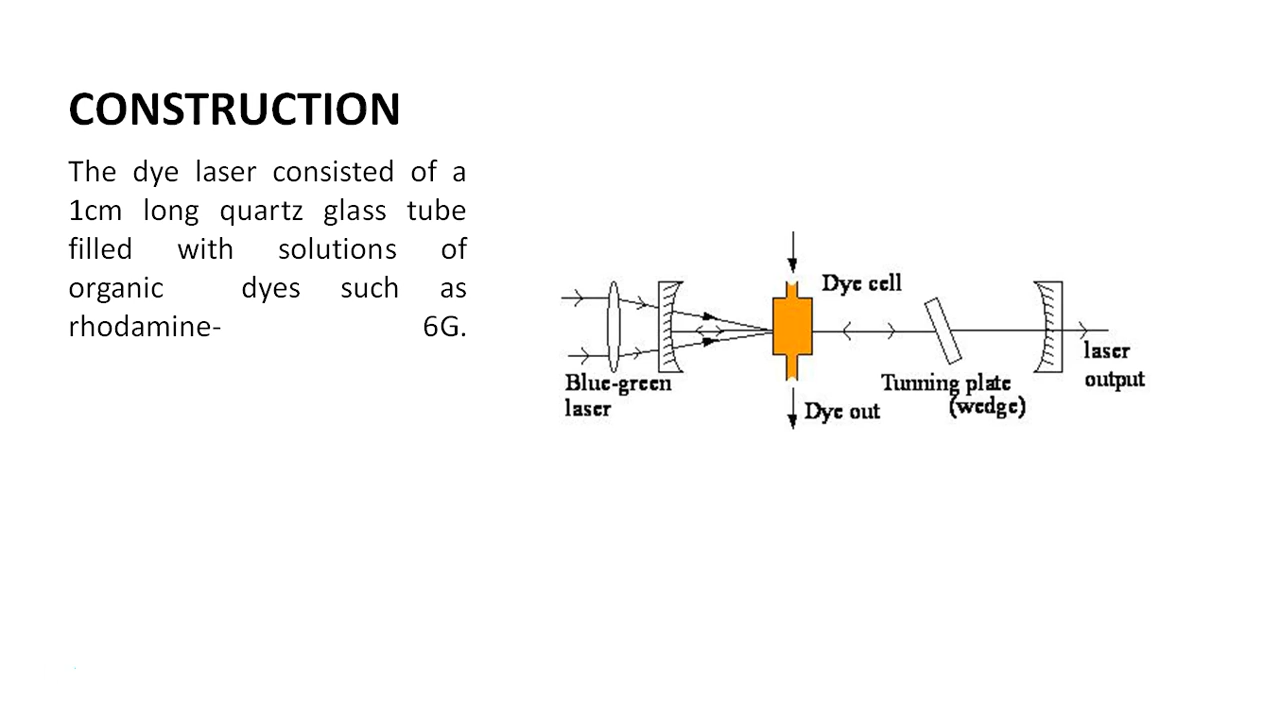 CONSTRUCTION
The dye laser consisted of a
1cm long quartz glass tube
filled with solutions of
organic dyes such as
rhodamine- 6G.
Dye cell
Blue-green
laser
Dye out
Tunning plate
(wedge)
laser
output